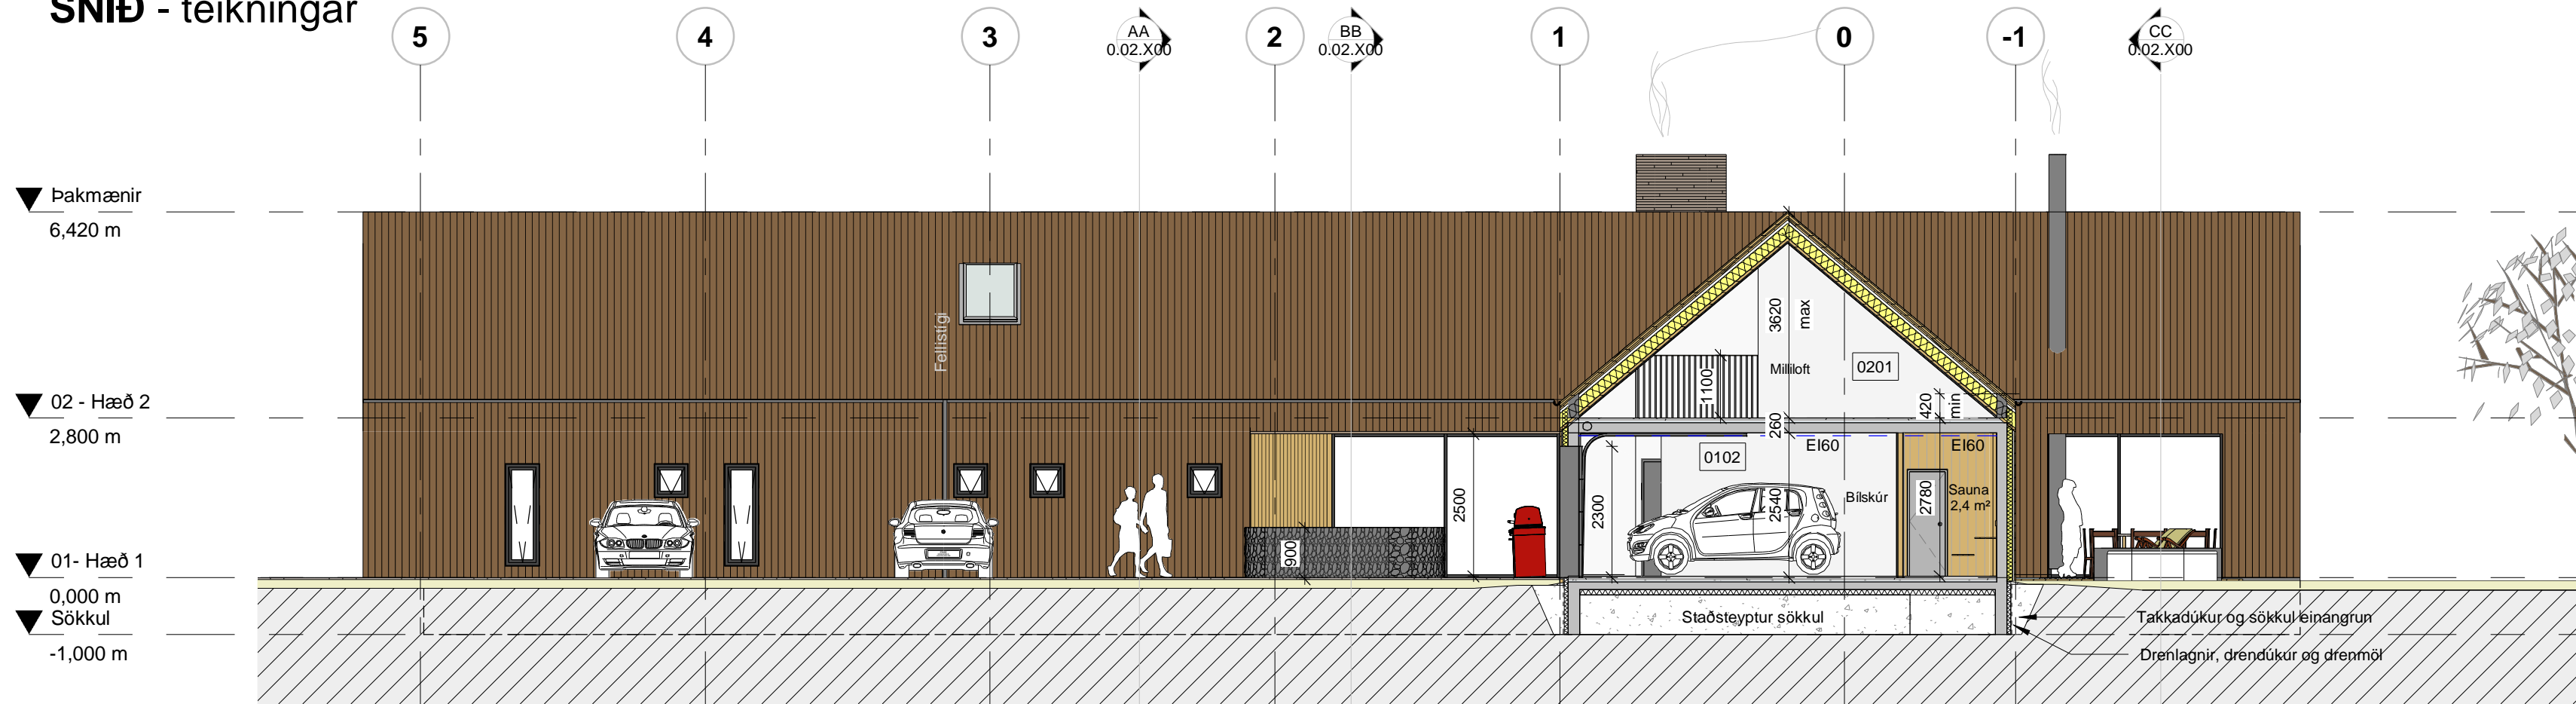 SNIÐ - teikningar
5
4
3
AA
0.02.X00
2
BB
0.02.X00
1
0
-1
CC
0.02.X00
Þakmænir
6,420 m
Fellistígi
3620
max
Milliloft
0201
1100
420
min
02 - Hæð 2
2,800 m
260
EI60
EI60
0102
2500
2300
2540
Bílskúr
2780
Sauna
2,4 m²
900
01- Hæð 1
0,000 m
Sökkul
-1,000 m
Staðsteyptur sökkul
Takkadúkur og sökkul einangrun
Drenlagnir, drendúkur og drenmöl